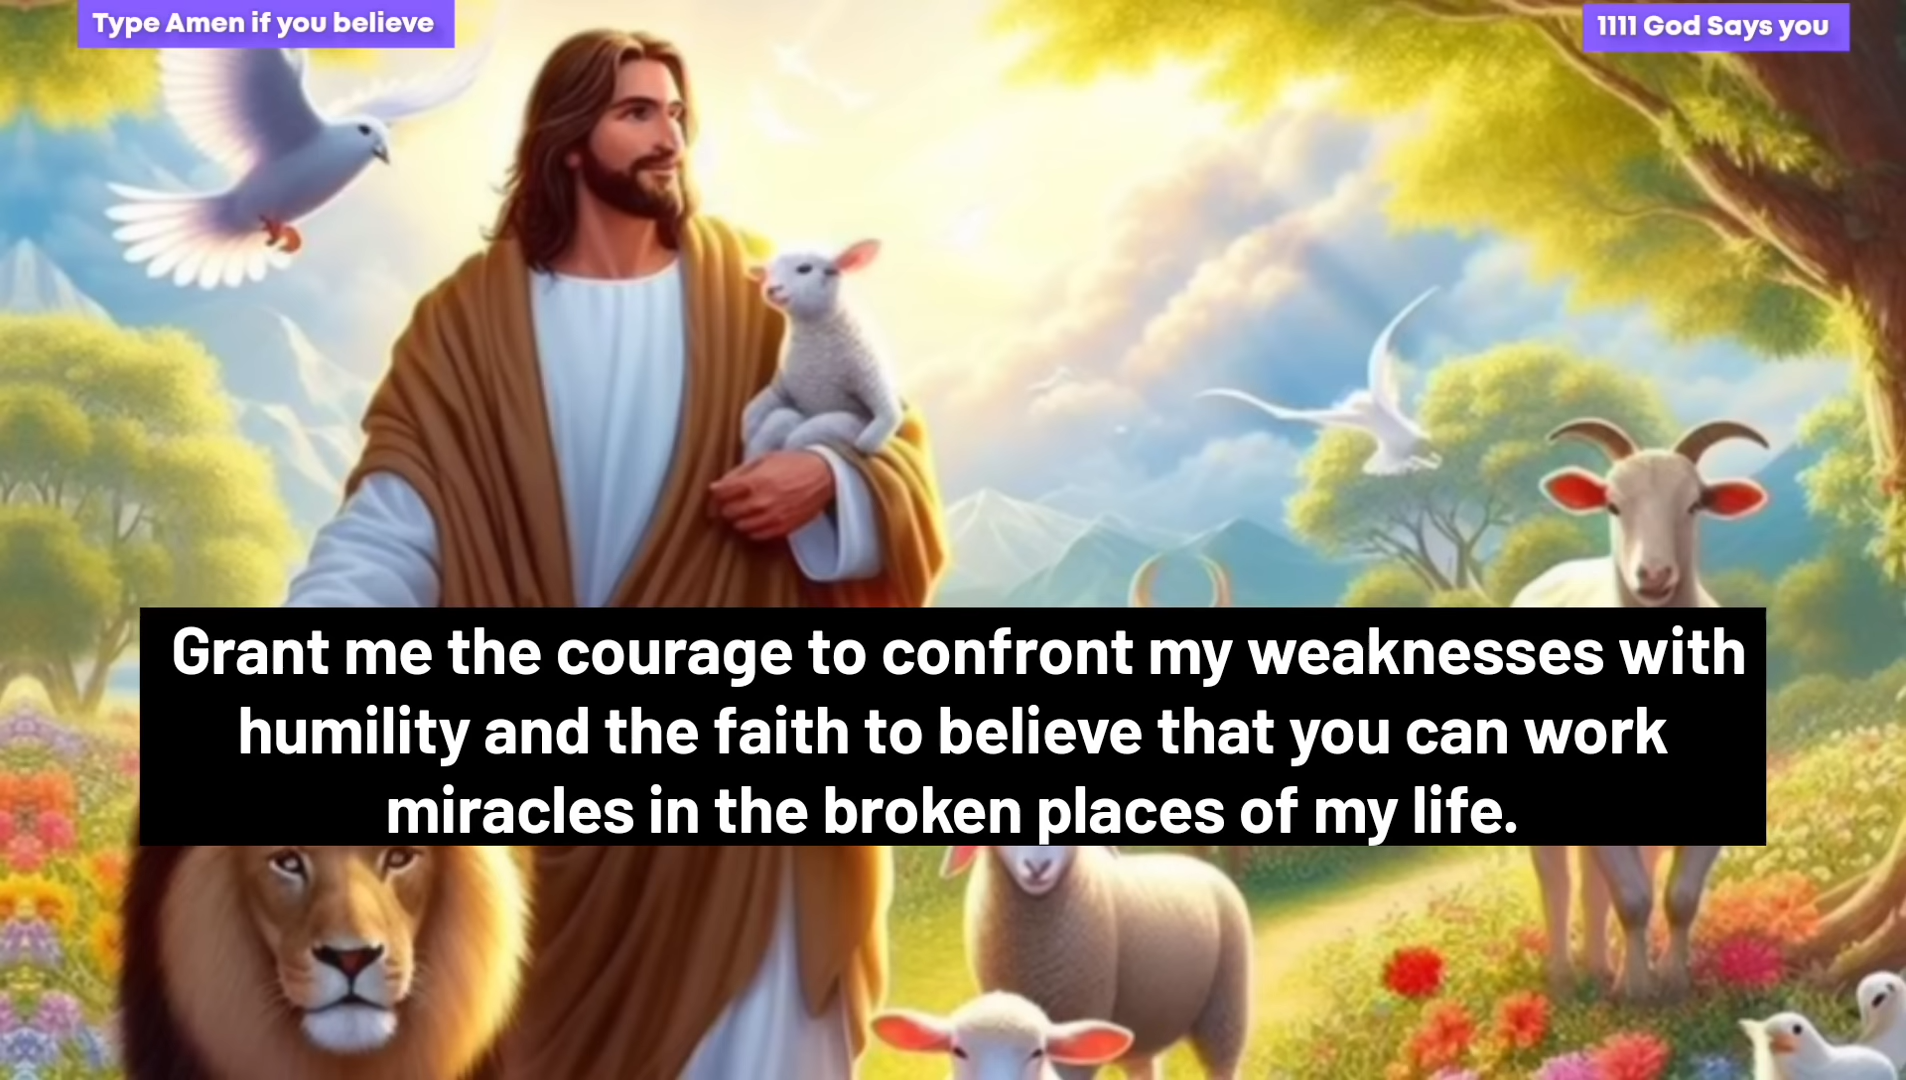 Type Amen if you believe
1111 God Says you
Grant me the courage to confront my weaknesses with
humility and the faith to believe that you can work
miracles in the broken places of my life.